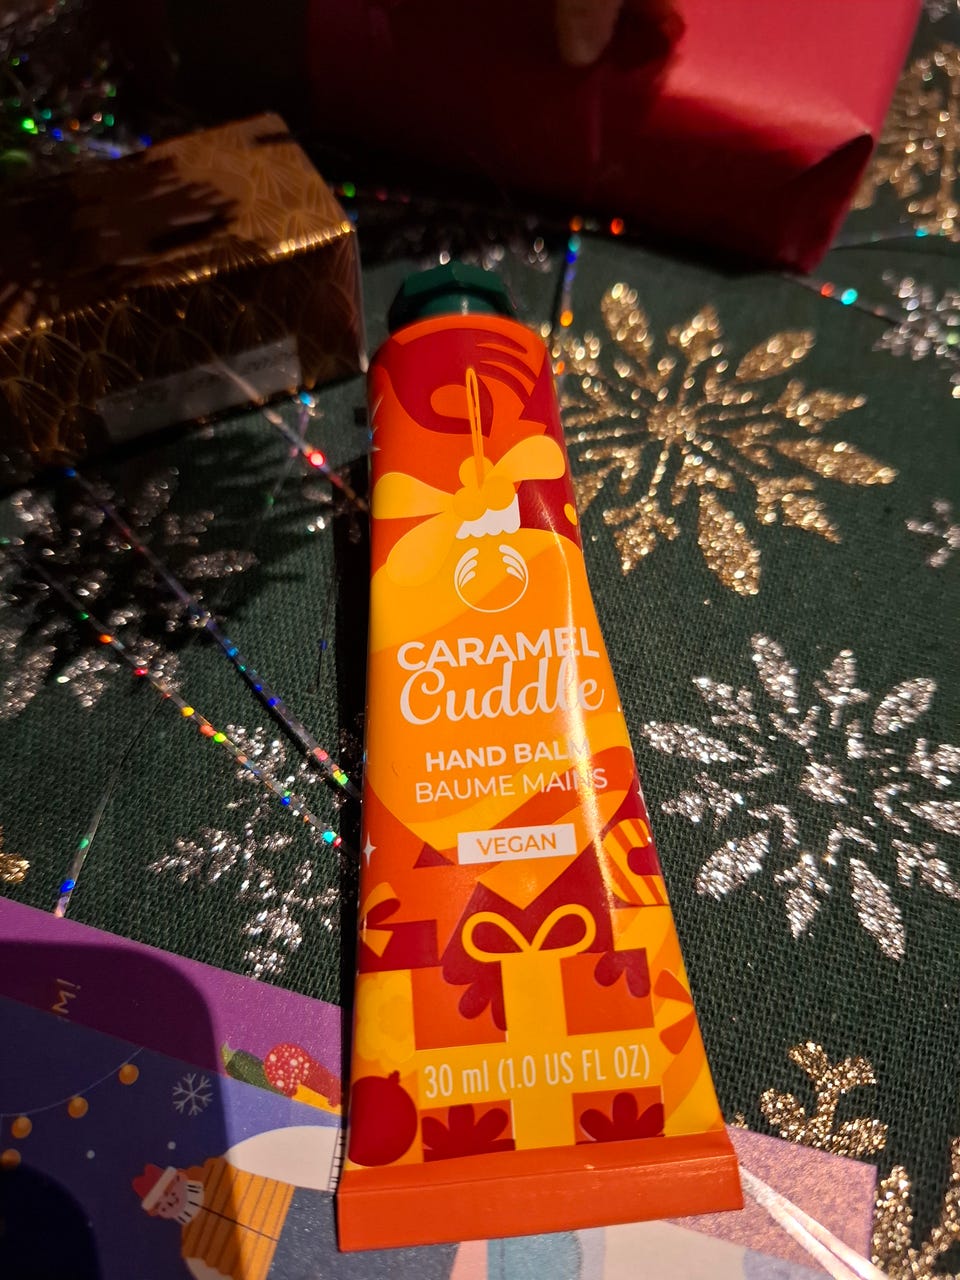 CARAMEL
Cuddle
HAND BALM
BAUME MAINS
VEGAN
30 ml (1.0 US FL OZ)
M!